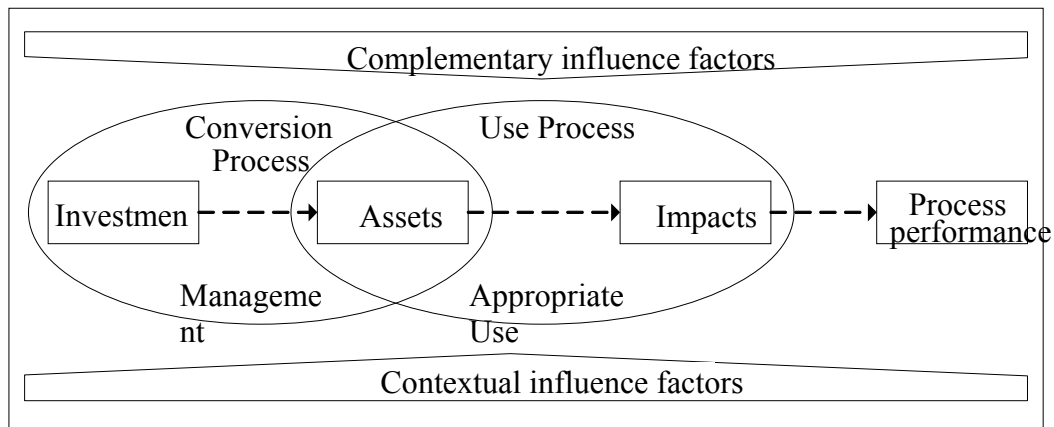 Complementary influence factors
Conversion
Process
Use Process
Investmen
Assets
Impacts
Process
performance
Manageme
nt
Appropriate
Use
Contextual influence factors